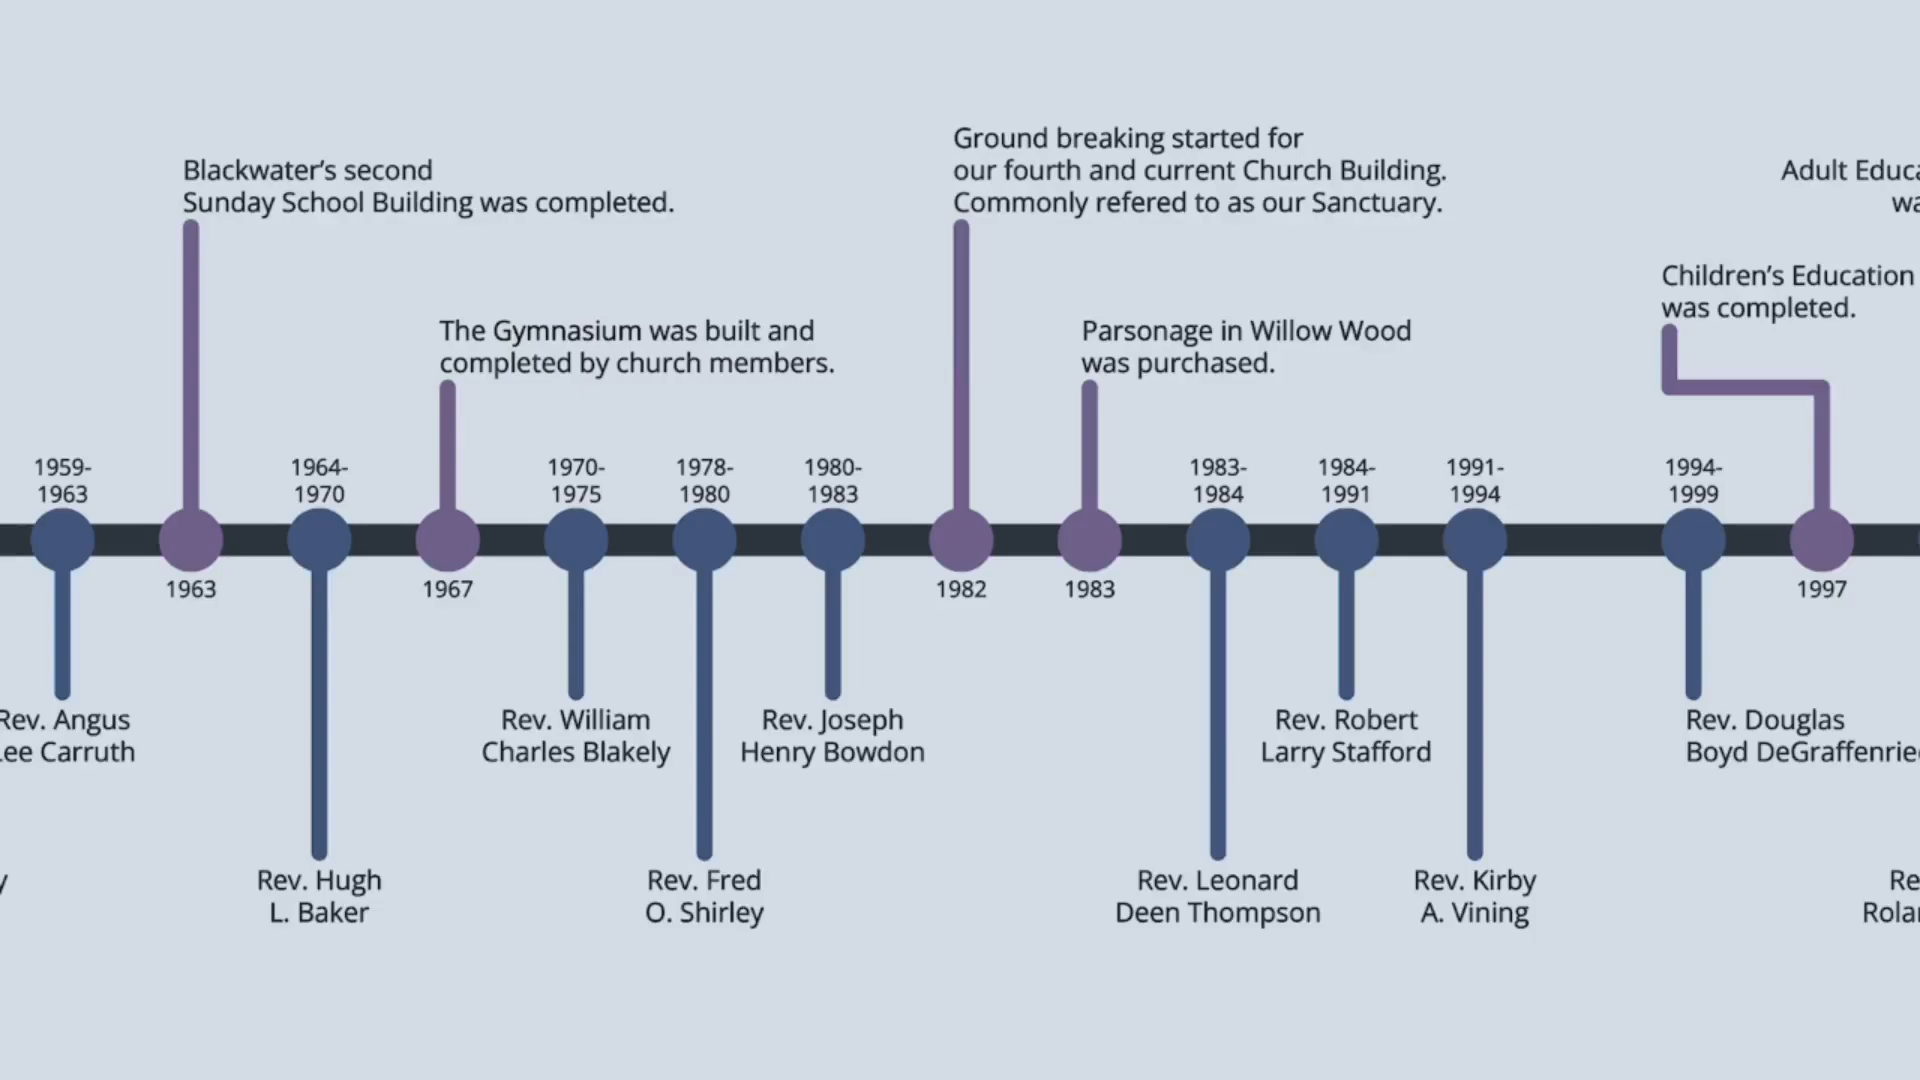 Ground breaking started for
our fourth and current Church Building.
Commonly refered to as our Sanctuary.
Blackwater's second
Sunday School Building was completed.
Adult
Children's Education
was completed.
The Gymnasium was built and
completed by church members.
Parsonage in Willow Wood
was purchased.
1959-
1963
1964-
1970
1970-
1975
1978-
1980
1980-
1983
1983-
1984
1984-
1991
1991-
1994
1994-
1999
1963
1967
1982
1983
1997
Rev. Angus
Lee Carruth
Rev. William
Charles Blakely
Rev. Joseph
Henry Bowdon
Rev. Robert
Larry Stafford
Rev. Douglas
Boyd
Rev. Hugh
L. Baker
Rev. Fred
O. Shirley
Rev. Leonard
Deen Thompson
Rev. Kirby
A. Vining